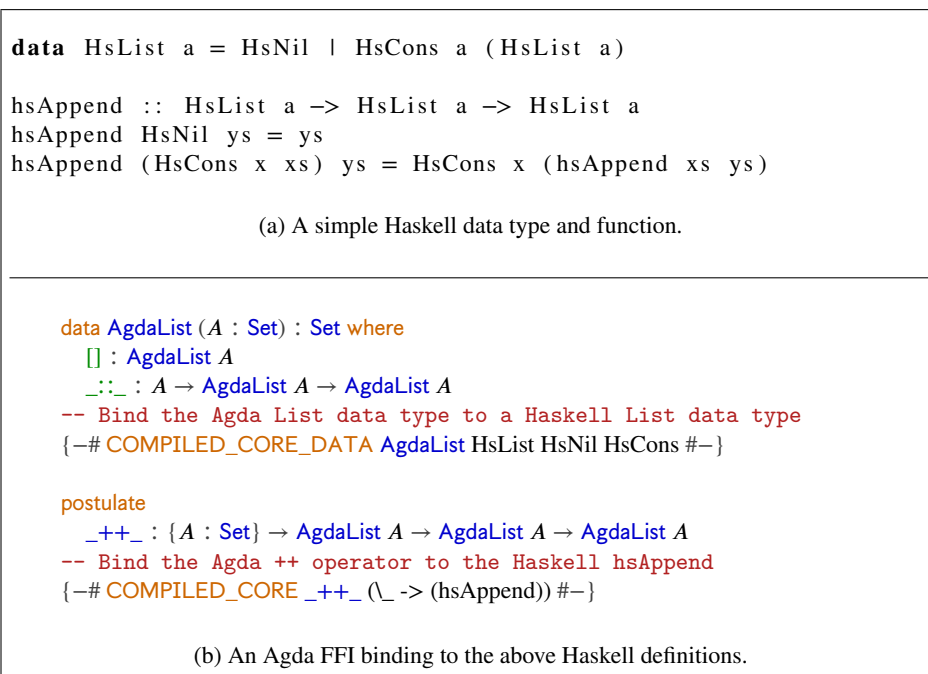 data HsList a = HsNil | HsCons a (HsList a)
hsAppend :: HsList a −> HsList a −> HsList a
hsAppend HsNil ys = ys
hsAppend (HsCons x xs) ys = HsCons x (hsAppend xs ys)
(a) A simple Haskell data type and function.
data AgdaList (A : Set) : Set where
[] : AgdaList A
_::_ : A → AgdaList A → AgdaList A
-- Bind the Agda List data type to a Haskell List data type
{−# COMPILED_CORE_DATA AgdaList HsList HsNil HsCons #−}
postulate
_++_ : {A : Set} → AgdaList A → AgdaList A → AgdaList A
-- Bind the Agda ++ operator to the Haskell hsAppend
{−# COMPILED_CORE _++_ (\_ -> (hsAppend)) #−}
(b) An Agda FFI binding to the above Haskell definitions.